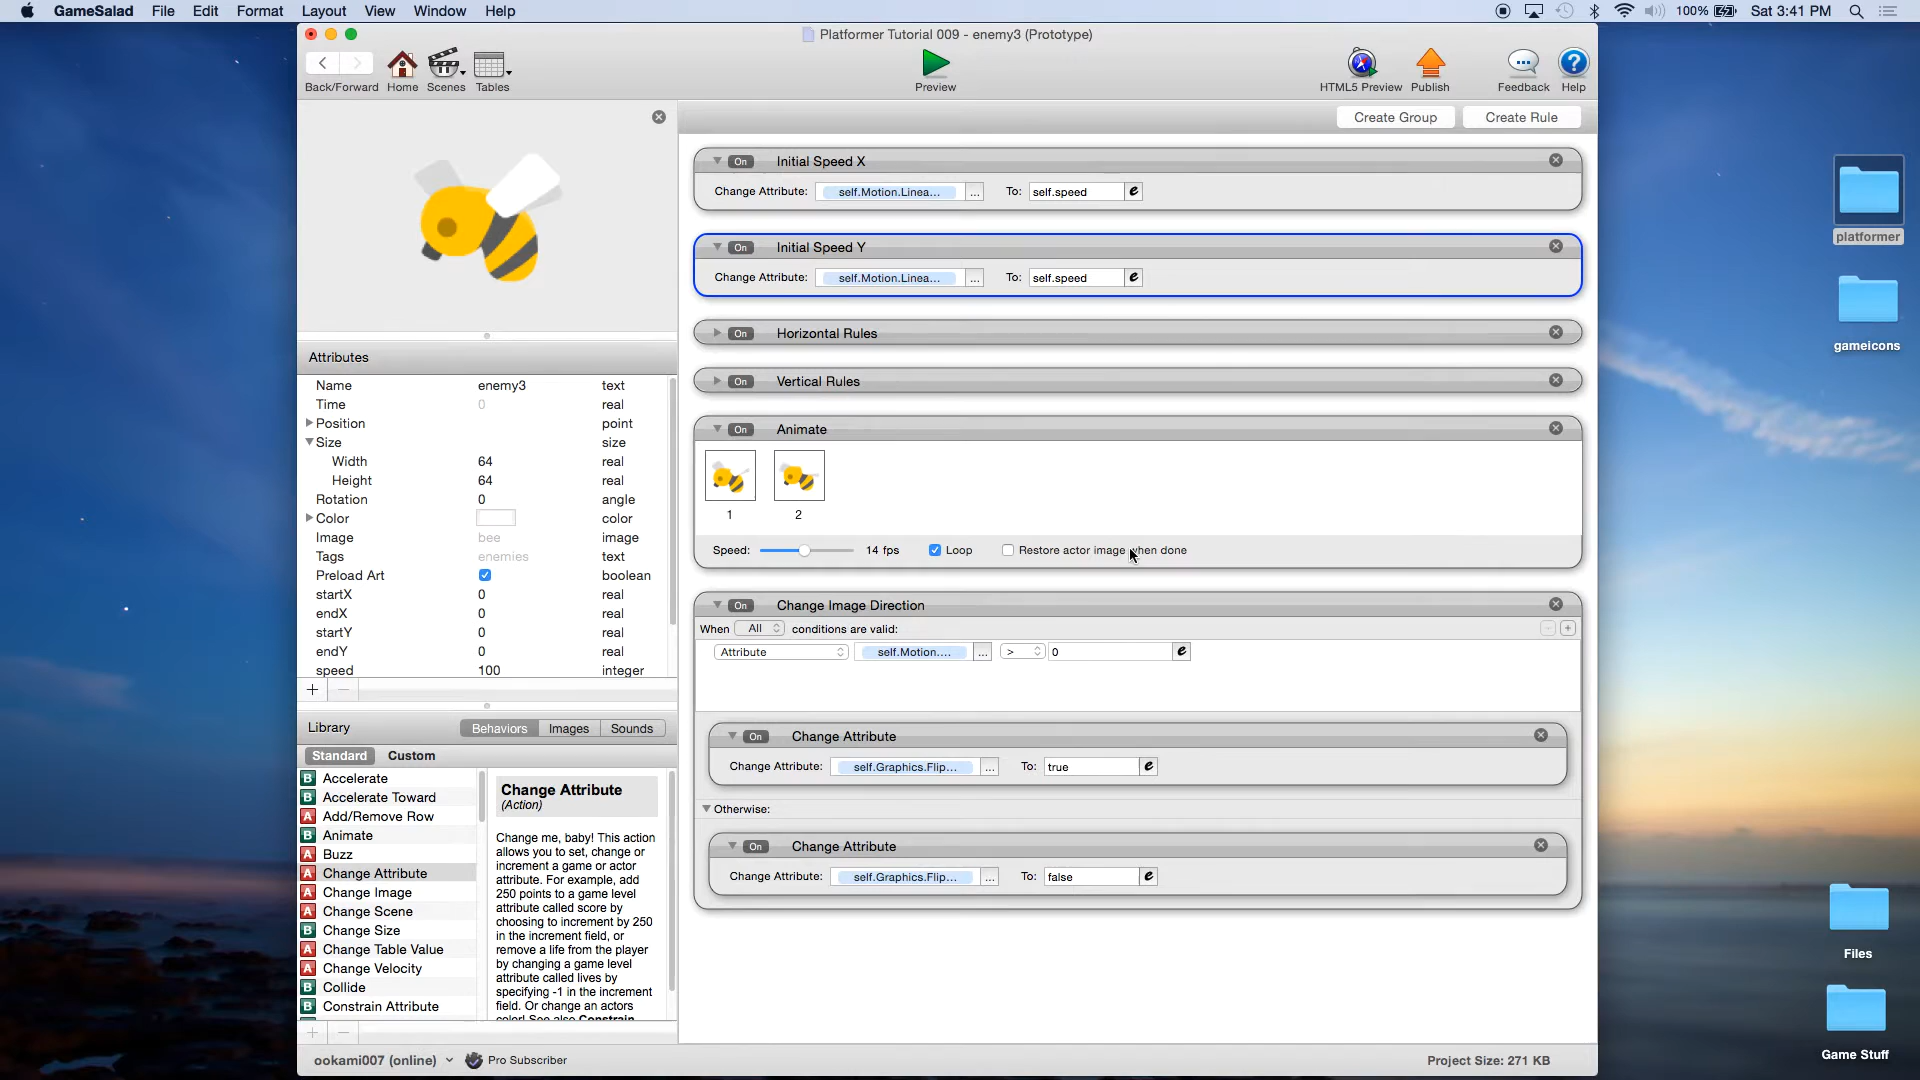 GameSalad File Edit Format Layout View Window Help
100% Sat 3:41 PM
Platformer Tutorial 009 - enemy3 (Prototype)
Back/Forward Home Scenes Tables
Preview
HTML5 Preview Publish Feedback Help
Create Group Create Rule
On Initial Speed X
Change Attribute: self.Motion.Linea... ... To: self.speed e
On Initial Speed Y
Change Attribute: self.Motion.Linea... ... To: self.speed e
On Horizontal Rules
On Vertical Rules
On Animate
1 2
Speed: 14 fps Loop Restore actor image when done
On Change Image Direction
When All conditions are valid:
Attribute self.Motion.... ... > 0 e
On Change Attribute
Change Attribute: self.Graphics.Flip... ... To: true e
Otherwise:
On Change Attribute
Change Attribute: self.Graphics.Flip... ... To: false e
Attributes
Name enemy3 text
Time 0 real
Position point
Size size
Width 64 real
Height 64 real
Rotation 0 angle
Color color
Image bee image
Tags enemies text
Preload Art boolean
startX 0 real
endX 0 real
startY 0 real
endY 0 real
speed 100 integer
Library Behaviors Images Sounds
Standard Custom
B Accelerate
B Accelerate Toward
A Add/Remove Row
B Animate
A Buzz
A Change Attribute
A Change Image
A Change Scene
B Change Size
A Change Table Value
A Change Velocity
B Collide
B Constrain Attribute
Change Attribute
(Action)
Change me, baby! This action
allows you to set, change or
increment a game or actor
attribute. For example, add
250 points to a game level
attribute called score by
choosing to increment by 250
in the increment field, or
remove a life from the player
by changing a game level
attribute called lives by
specifying -1 in the increment
field. Or change an actors
color! See also Constrain
ookami007 (online) Pro Subscriber
Project Size: 271 KB
platformer
gameicons
Files
Game Stuff